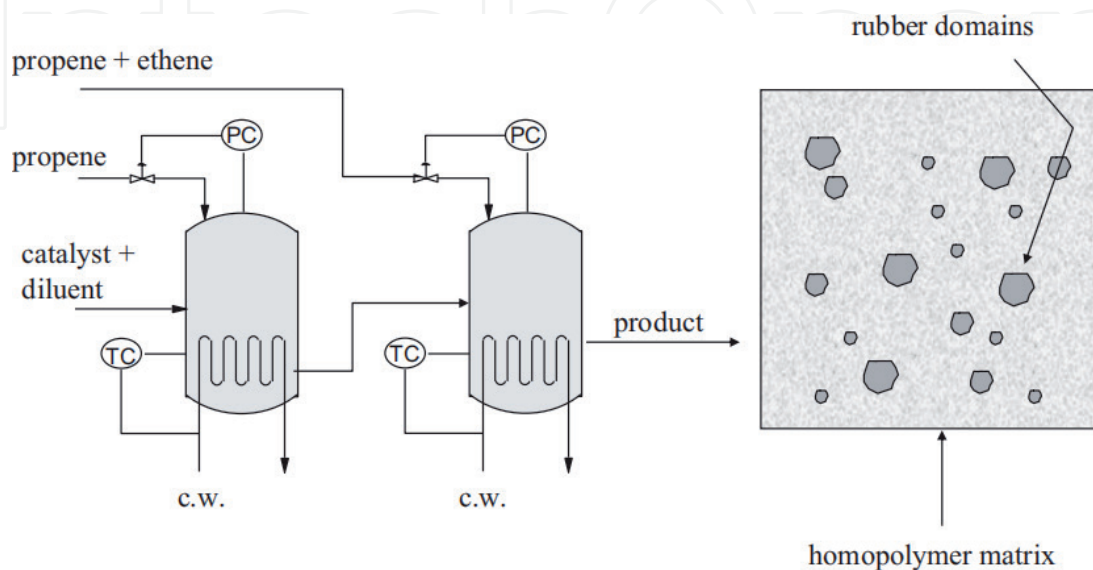 rubber domains
propene + ethene
PC
PC
propene
catalyst +
diluent
product
TC
TC
c.w.
c.w.
homopolymer matrix